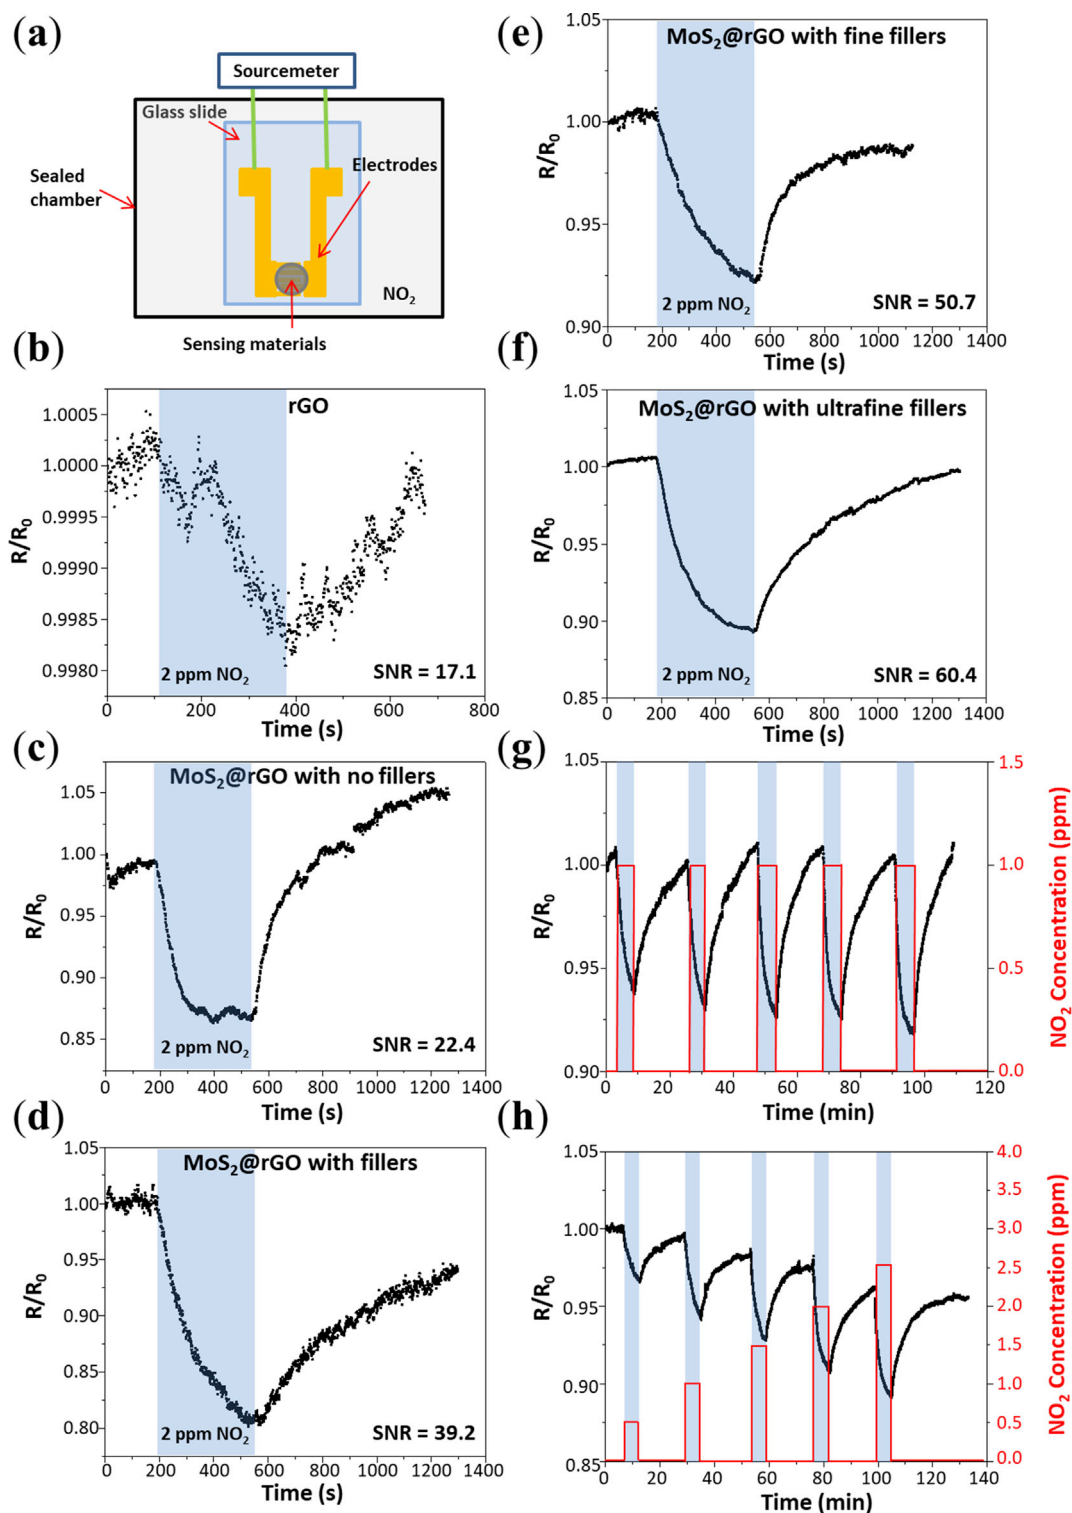 (a)
Sourcemeter
Glass slide
Electrodes
Sealed
chamber
NO₂
Sensing materials
(b)
rGO
1.0005
1.0000
0.9995
0.9990
0.9985
0.9980
R/R₀
2 ppm NO₂
SNR = 17.1
0 200 400 600 800
Time (s)
(c)
MoS₂@rGO with no fillers
1.05
1.00
0.95
0.90
0.85
R/R₀
2 ppm NO₂
SNR = 22.4
0 200 400 600 800 1000 1200 1400
Time (s)
(d)
MoS₂@rGO with fillers
1.05
1.00
0.95
0.90
0.85
0.80
R/R₀
2 ppm NO₂
SNR = 39.2
0 200 400 600 800 1000 1200 1400
Time (s)
(e)
MoS₂@rGO with fine fillers
1.05
1.00
0.95
0.90
R/R₀
2 ppm NO₂
SNR = 50.7
0 200 400 600 800 1000 1200 1400
Time (s)
(f)
MoS₂@rGO with ultrafine fillers
1.05
1.00
0.95
0.90
0.85
R/R₀
2 ppm NO₂
SNR = 60.4
0 200 400 600 800 1000 1200 1400
Time (s)
(g)
1.05
1.00
0.95
0.90
R/R₀
1.5
1.0
0.5
0.0
NO₂ Concentration (ppm)
0 20 40 60 80 100 120
Time (min)
(h)
1.05
1.00
0.95
0.90
0.85
R/R₀
4.0
3.5
3.0
2.5
2.0
1.5
1.0
0.5
0.0
NO₂ Concentration (ppm)
0 20 40 60 80 100 120 140
Time (min)